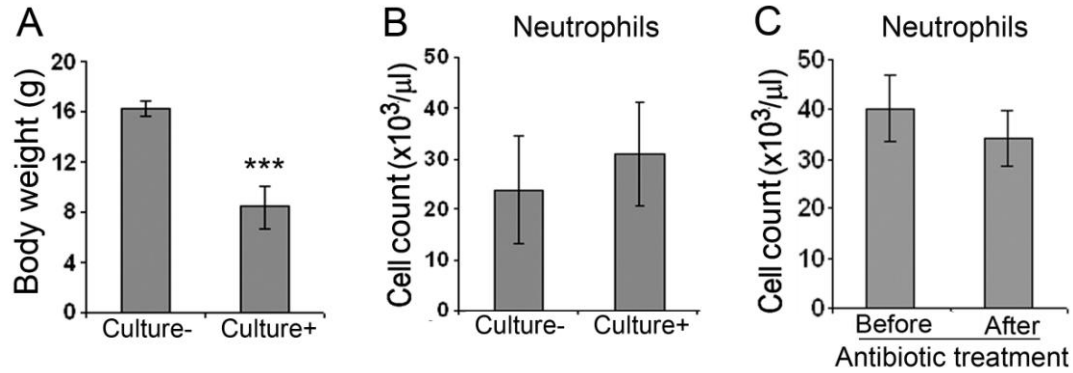 A
Body weight (g)
20
16
12
8
4
0
***
Culture-
Culture+
B
Neutrophils
Cell count (x10³/µl)
50
40
30
20
10
0
Culture-
Culture+
C
Neutrophils
Cell count (x10³/µl)
50
40
30
20
10
0
Before
After
Antibiotic treatment